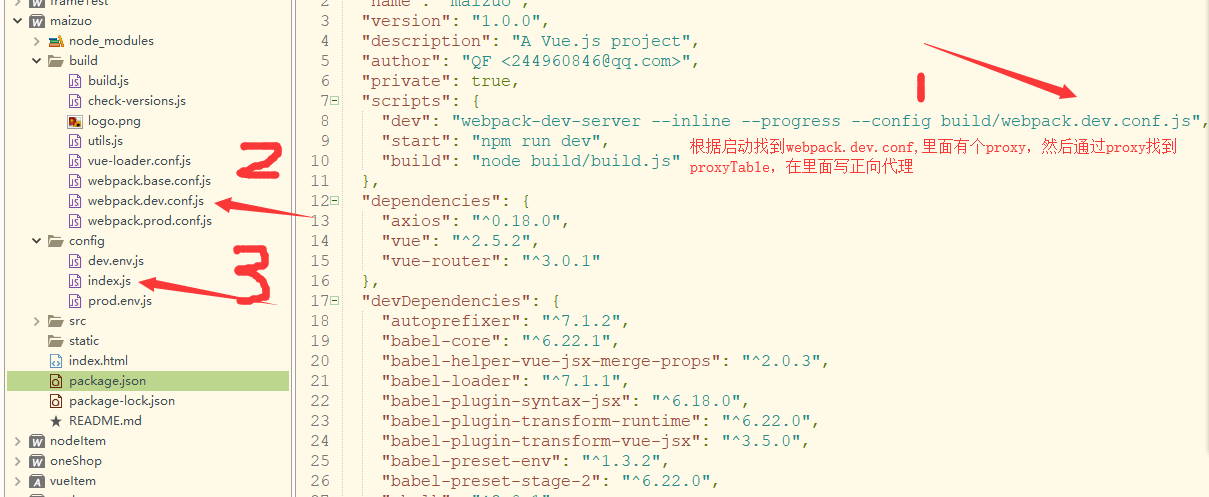 frameTest
maizuo
node_modules
build
build.js
check-versions.js
logo.png
utils.js
vue-loader.conf.js
webpack.base.conf.js
webpack.dev.conf.js
webpack.prod.conf.js
config
dev.env.js
index.js
prod.env.js
src
static
index.html
package.json
package-lock.json
README.md
nodeItem
oneShop
vueItem
2
3
2 "name": "maizuo",
3 "version": "1.0.0",
4 "description": "A Vue.js project",
5 "author": "QF <244960846@qq.com>",
6 "private": true,
7 "scripts": {
8 "dev": "webpack-dev-server --inline --progress --config build/webpack.dev.conf.js",
9 "start": "npm run dev",
10 "build": "node build/build.js"
11 },
12 "dependencies": {
13 "axios": "^0.18.0",
14 "vue": "^2.5.2",
15 "vue-router": "^3.0.1"
16 },
17 "devDependencies": {
18 "autoprefixer": "^7.1.2",
19 "babel-core": "^6.22.1",
20 "babel-helper-vue-jsx-merge-props": "^2.0.3",
21 "babel-loader": "^7.1.1",
22 "babel-plugin-syntax-jsx": "^6.18.0",
23 "babel-plugin-transform-runtime": "^6.22.0",
24 "babel-plugin-transform-vue-jsx": "^3.5.0",
25 "babel-preset-env": "^1.3.2",
26 "babel-preset-stage-2": "^6.22.0",
1
根据启动找到webpack.dev.conf,里面有个proxy，然后通过proxy找到
proxyTable，在里面写正向代理